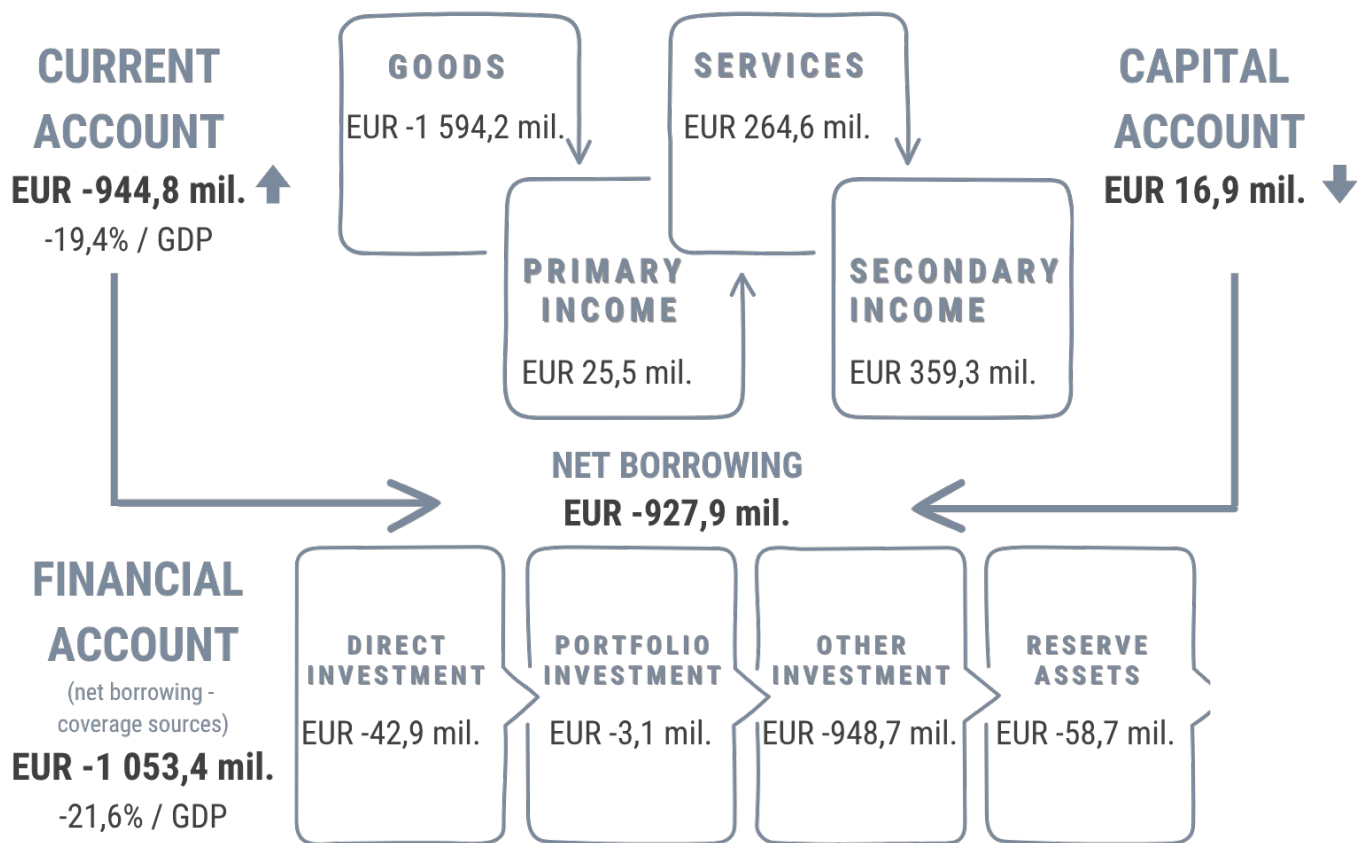 CURRENT
ACCOUNT
EUR -944,8 mil.
-19,4% / GDP
GOODS
EUR -1 594,2 mil.
SERVICES
EUR 264,6 mil.
PRIMARY
INCOME
EUR 25,5 mil.
SECONDARY
INCOME
EUR 359,3 mil.
CAPITAL
ACCOUNT
EUR 16,9 mil.
NET BORROWING
EUR -927,9 mil.
FINANCIAL
ACCOUNT
(net borrowing -
coverage sources)
EUR -1 053,4 mil.
-21,6% / GDP
DIRECT
INVESTMENT
EUR -42,9 mil.
PORTFOLIO
INVESTMENT
EUR -3,1 mil.
OTHER
INVESTMENT
EUR -948,7 mil.
RESERVE
ASSETS
EUR -58,7 mil.